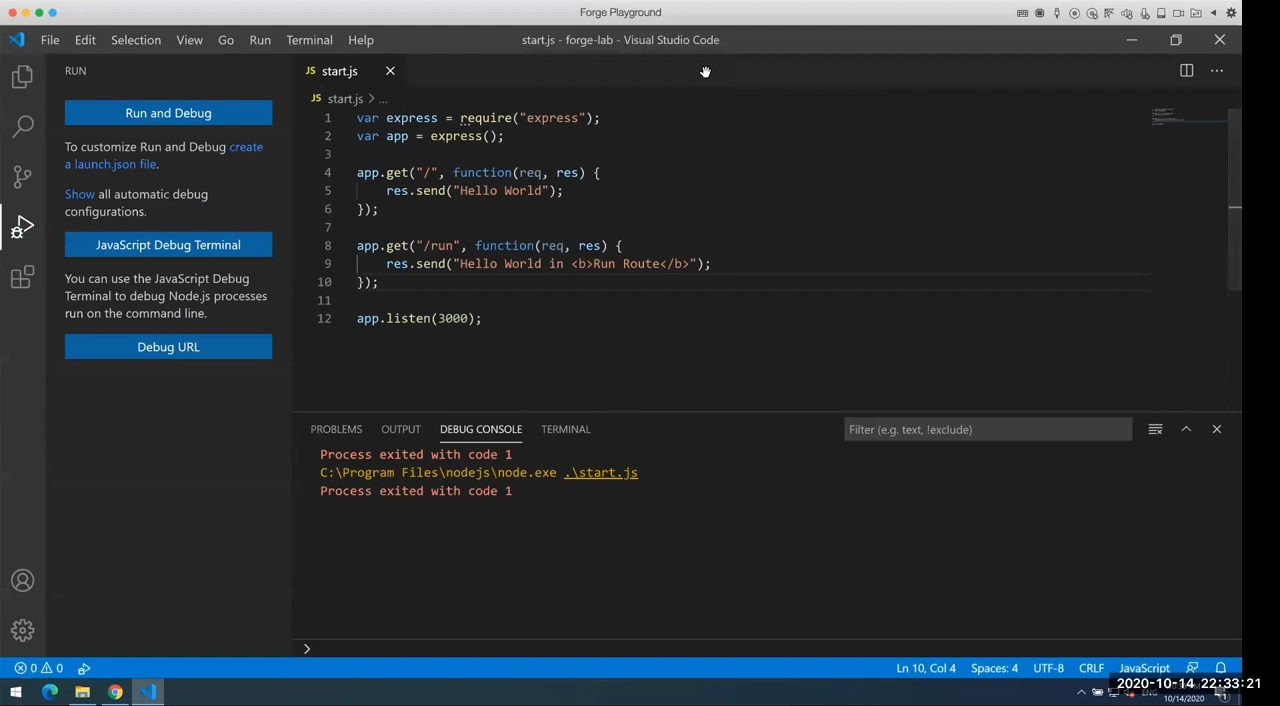 Forge Playground
File Edit Selection View Go Run Terminal Help
start.js - forge-lab - Visual Studio Code
RUN
JS start.js
JS start.js > ...
Run and Debug
To customize Run and Debug create
a launch.json file.
Show all automatic debug
configurations.
JavaScript Debug Terminal
You can use the JavaScript Debug
Terminal to debug Node.js processes
run on the command line.
Debug URL
1 var express = require("express");
2 var app = express();
3
4 app.get("/", function(req, res) {
5 res.send("Hello World");
6 });
7
8 app.get("/run", function(req, res) {
9 res.send("Hello World in <b>Run Route</b>");
10 });
11
12 app.listen(3000);
PROBLEMS OUTPUT DEBUG CONSOLE TERMINAL
Filter (e.g. text, !exclude)
Process exited with code 1
C:\Program Files\nodejs\node.exe .\start.js
Process exited with code 1
0 0
Ln 10, Col 4 Spaces: 4 UTF-8 CRLF JavaScript
2020-10-14 22:33:21
ENG
10/14/2020